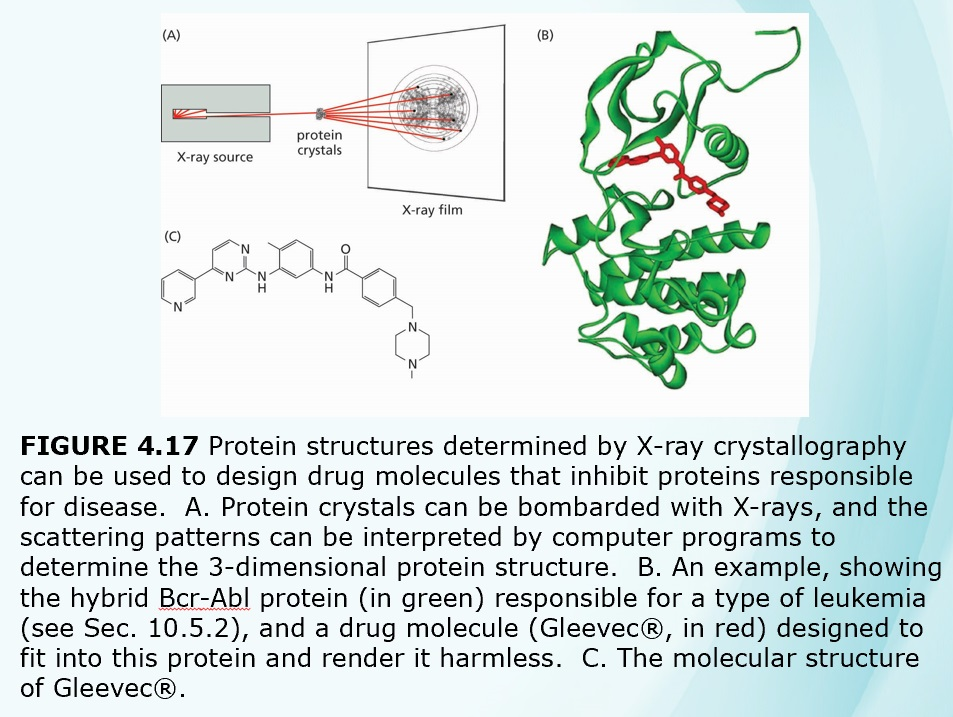 (A)
(B)
X-ray source
protein
crystals
X-ray film
(C)
N
N
N
N
H
N
H
O
N
N
FIGURE 4.17 Protein structures determined by X-ray crystallography
can be used to design drug molecules that inhibit proteins responsible
for disease.  A. Protein crystals can be bombarded with X-rays, and the
scattering patterns can be interpreted by computer programs to
determine the 3-dimensional protein structure.  B. An example, showing
the hybrid Bcr-Abl protein (in green) responsible for a type of leukemia
(see Sec. 10.5.2), and a drug molecule (Gleevec®, in red) designed to
fit into this protein and render it harmless.  C. The molecular structure
of Gleevec®.